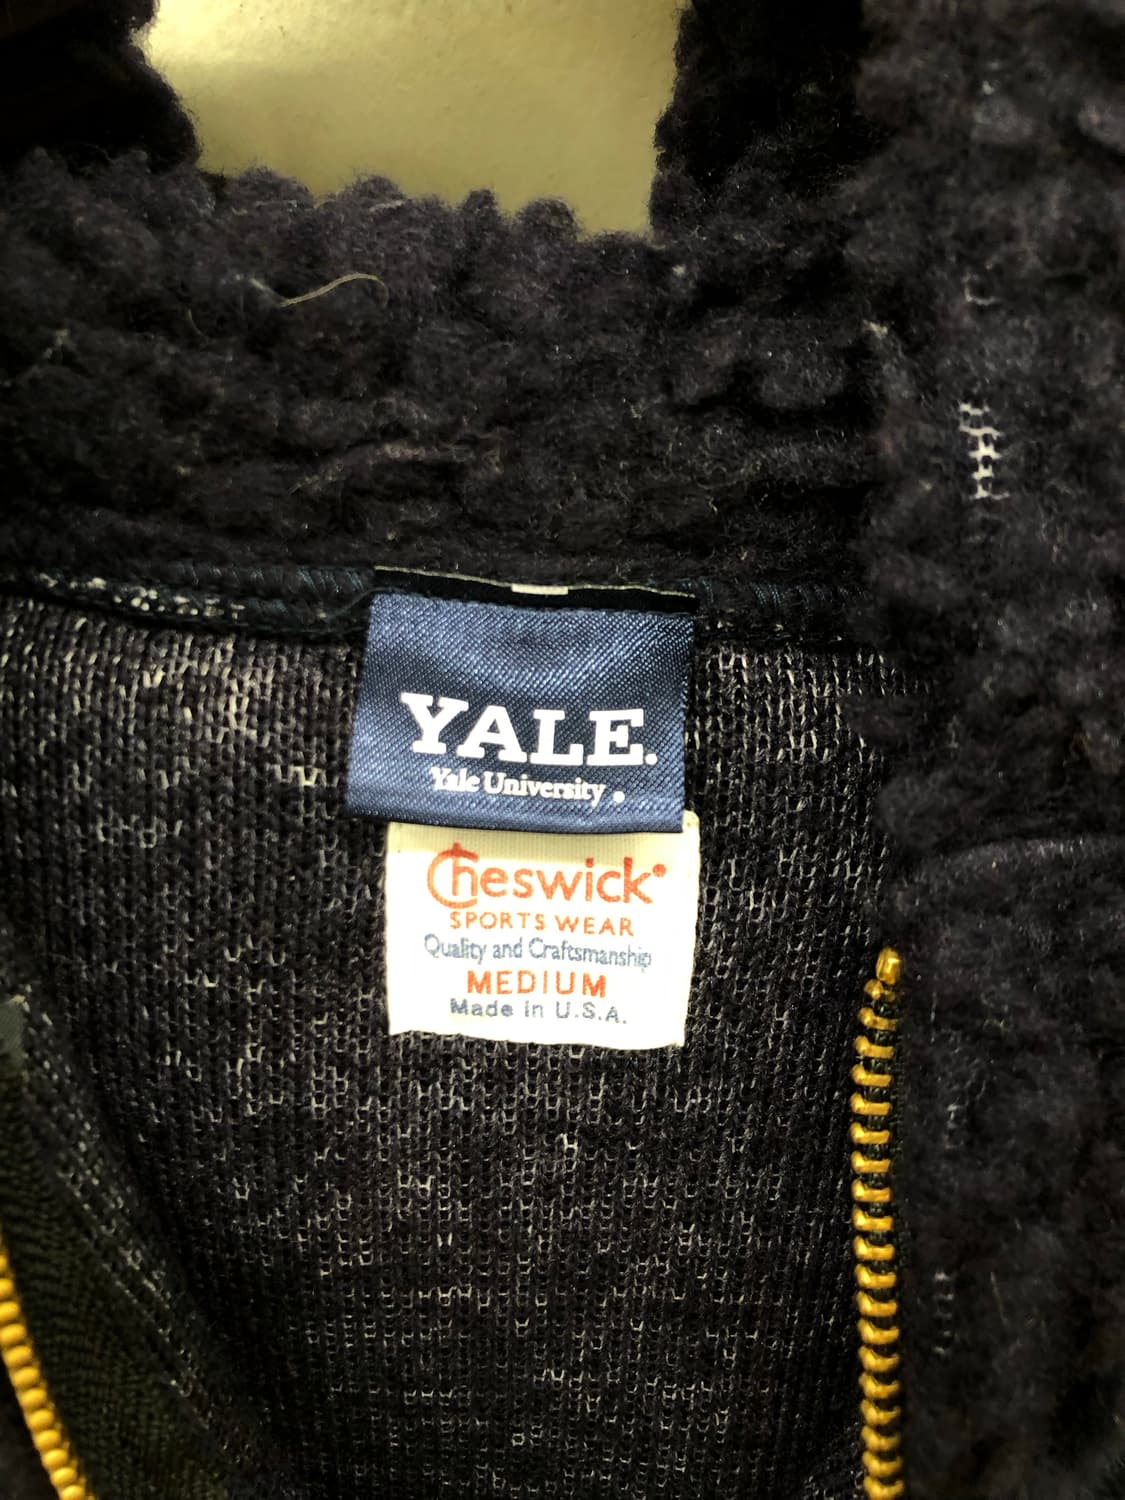 YALE.
Yale University.
Cheswick®
SPORTS WEAR
Quality and Craftsmanship
MEDIUM
Made in U.S.A.